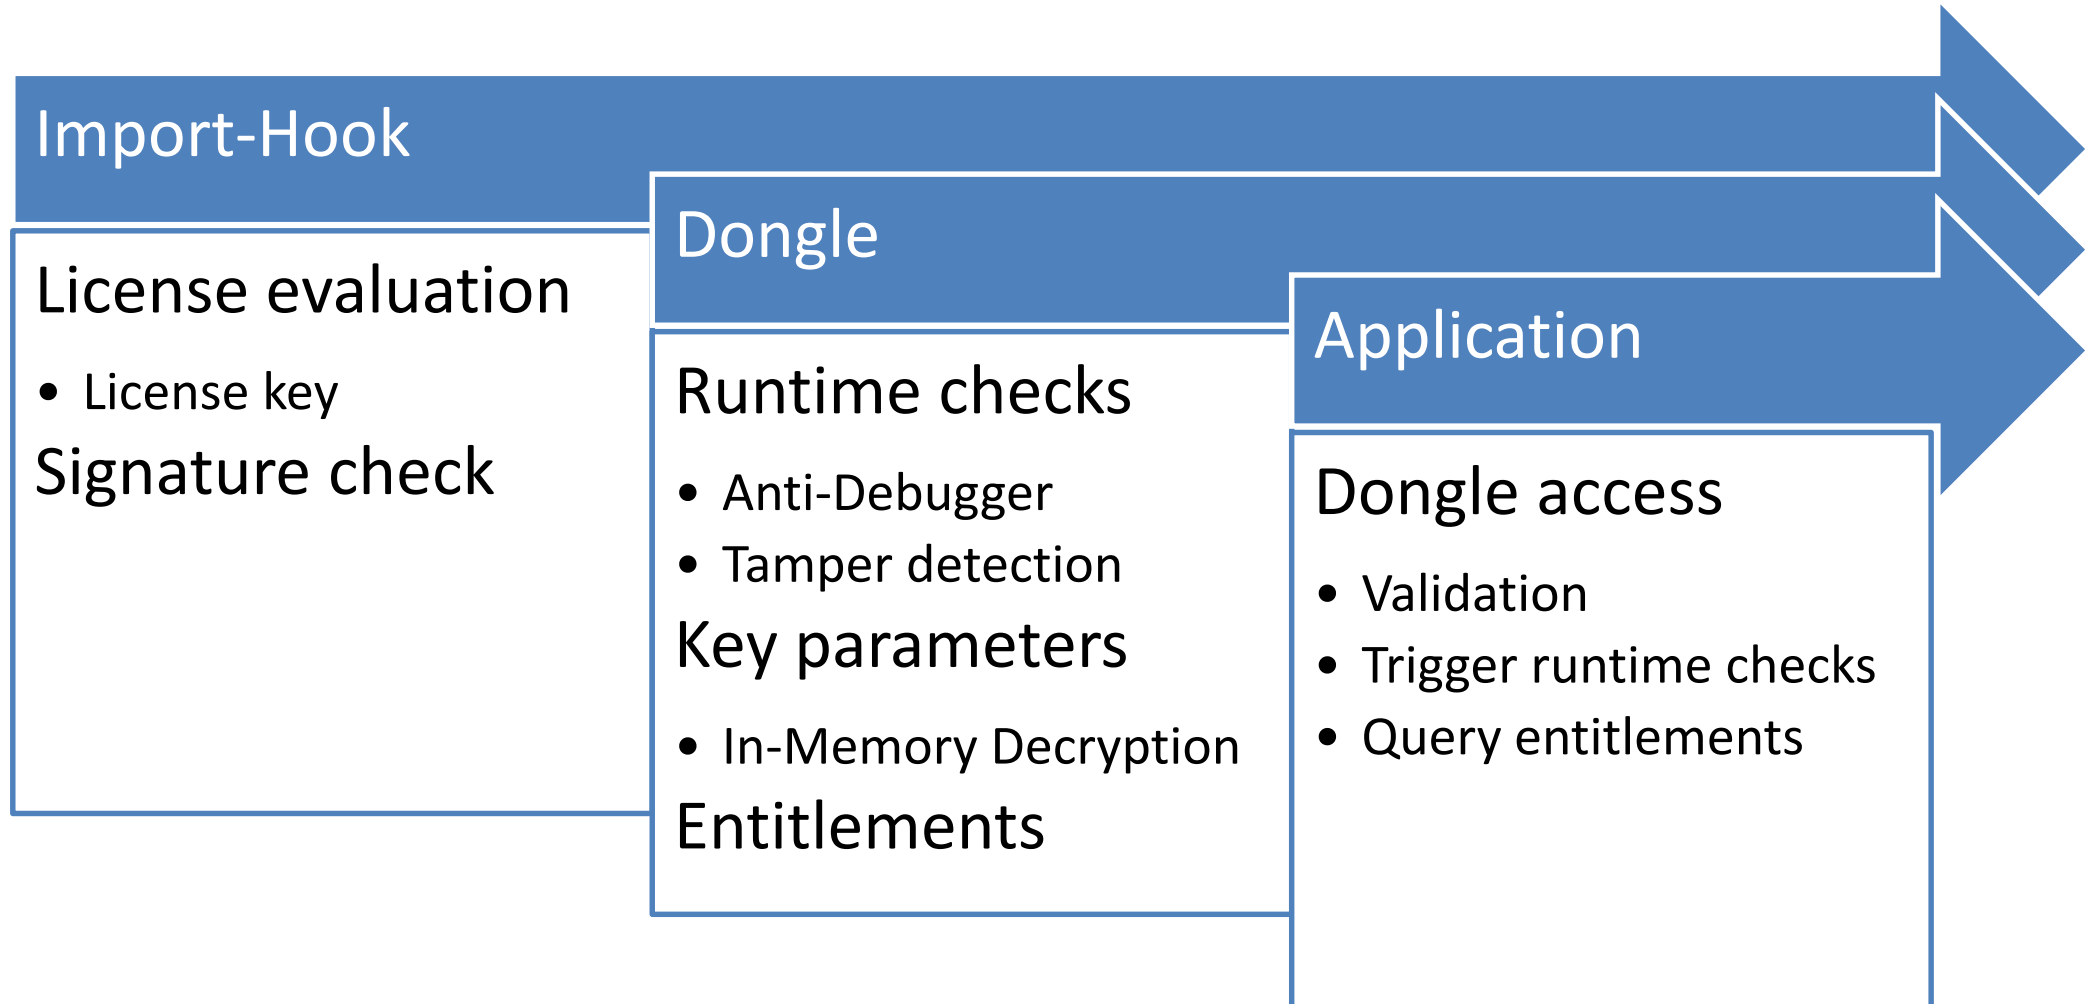 Import-Hook
License evaluation
• License key
Signature check
Dongle
Runtime checks
• Anti-Debugger
• Tamper detection
Key parameters
• In-Memory Decryption
Entitlements
Application
Dongle access
• Validation
• Trigger runtime checks
• Query entitlements